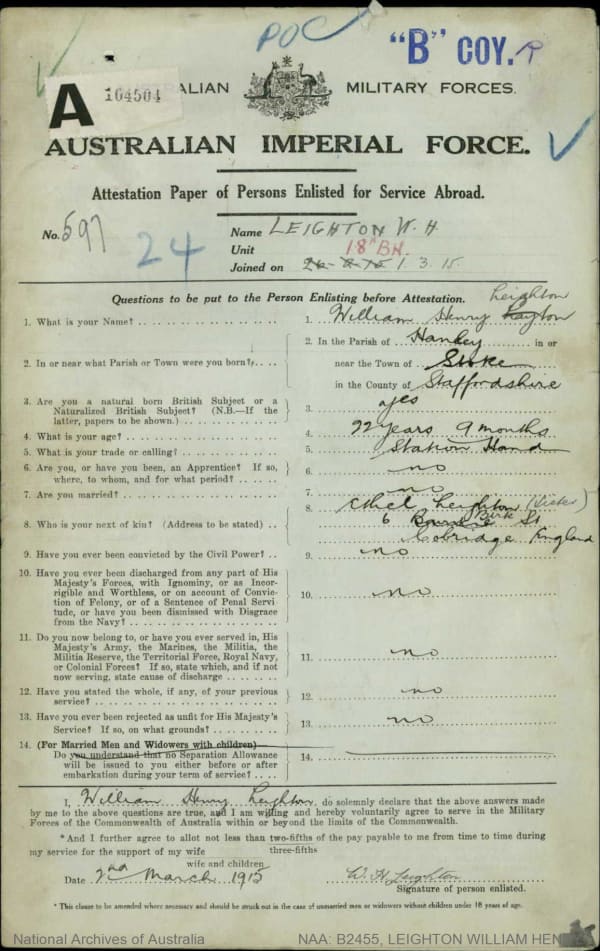 POC
"B" COY. R
A
164504
ALIAN MILITARY FORCES.
AUSTRALIAN IMPERIAL FORCE.
Attestation Paper of Persons Enlisted for Service Abroad.
No. 597
24
Name LEIGHTON W. H
Unit 18th BN.
Joined on 26 2 15 1. 3. 15.
Questions to be put to the Person Enlisting before Attestation.
Leighton
1. What is your Name? 1. William Henry Layton
2. In or near what Parish or Town were you born? 2. In the Parish of Hanley in or
near the Town of Stoke
in the County of Staffordshire
3. Are you a natural born British Subject or a
Naturalized British Subject? (N.B.—If the
latter, papers to be shown.) 3. yes
4. What is your age? 4. 22 years 9 months
5. What is your trade or calling? 5. Station Hand
6. Are you, or have you been, an Apprentice? If so,
where, to whom, and for what period? 6. no
7. Are you married? 7. no
8. Who is your next of kin? (Address to be stated) 8. Ethel Leighton (Sister)
6 Birk St
Cobridge England
9. Have you ever been convicted by the Civil Power? 9. no
10. Have you ever been discharged from any part of His
Majesty's Forces, with Ignominy, or as Incor-
rigible and Worthless, or on account of Convic-
tion of Felony, or of a Sentence of Penal Servi-
tude, or have you been dismissed with Disgrace
from the Navy? 10. no
11. Do you now belong to, or have you ever served in, His
Majesty's Army, the Marines, the Militia, the
Militia Reserve, the Territorial Force, Royal Navy,
or Colonial Forces? If so, state which, and if not
now serving, state cause of discharge 11. no
12. Have you stated the whole, if any, of your previous
service? 12. no
13. Have you ever been rejected as unfit for His Majesty's
Service? If so, on what grounds? 13. no
14. (For Married Men and Widowers with children)
Do you understand that no Separation Allowance
will be issued to you either before or after
embarkation during your term of service? 14.
I, William Henry Leighton, do solemnly declare that the above answers made
by me to the above questions are true, and I am willing and hereby voluntarily agree to serve in the Military
Forces of the Commonwealth of Australia within or beyond the limits of the Commonwealth.
* And I further agree to allot not less than two-fifths of the pay payable to me from time to time during
three-fifths
my service for the support of my wife
wife and children
Date 2nd March 1915
W. H Leighton
Signature of person enlisted.
* This clause to be amended where necessary and should be struck out in the case of unmarried men or widowers without children under 18 years of age.
National Archives of Australia
NAA: B2455, LEIGHTON WILLIAM HEN